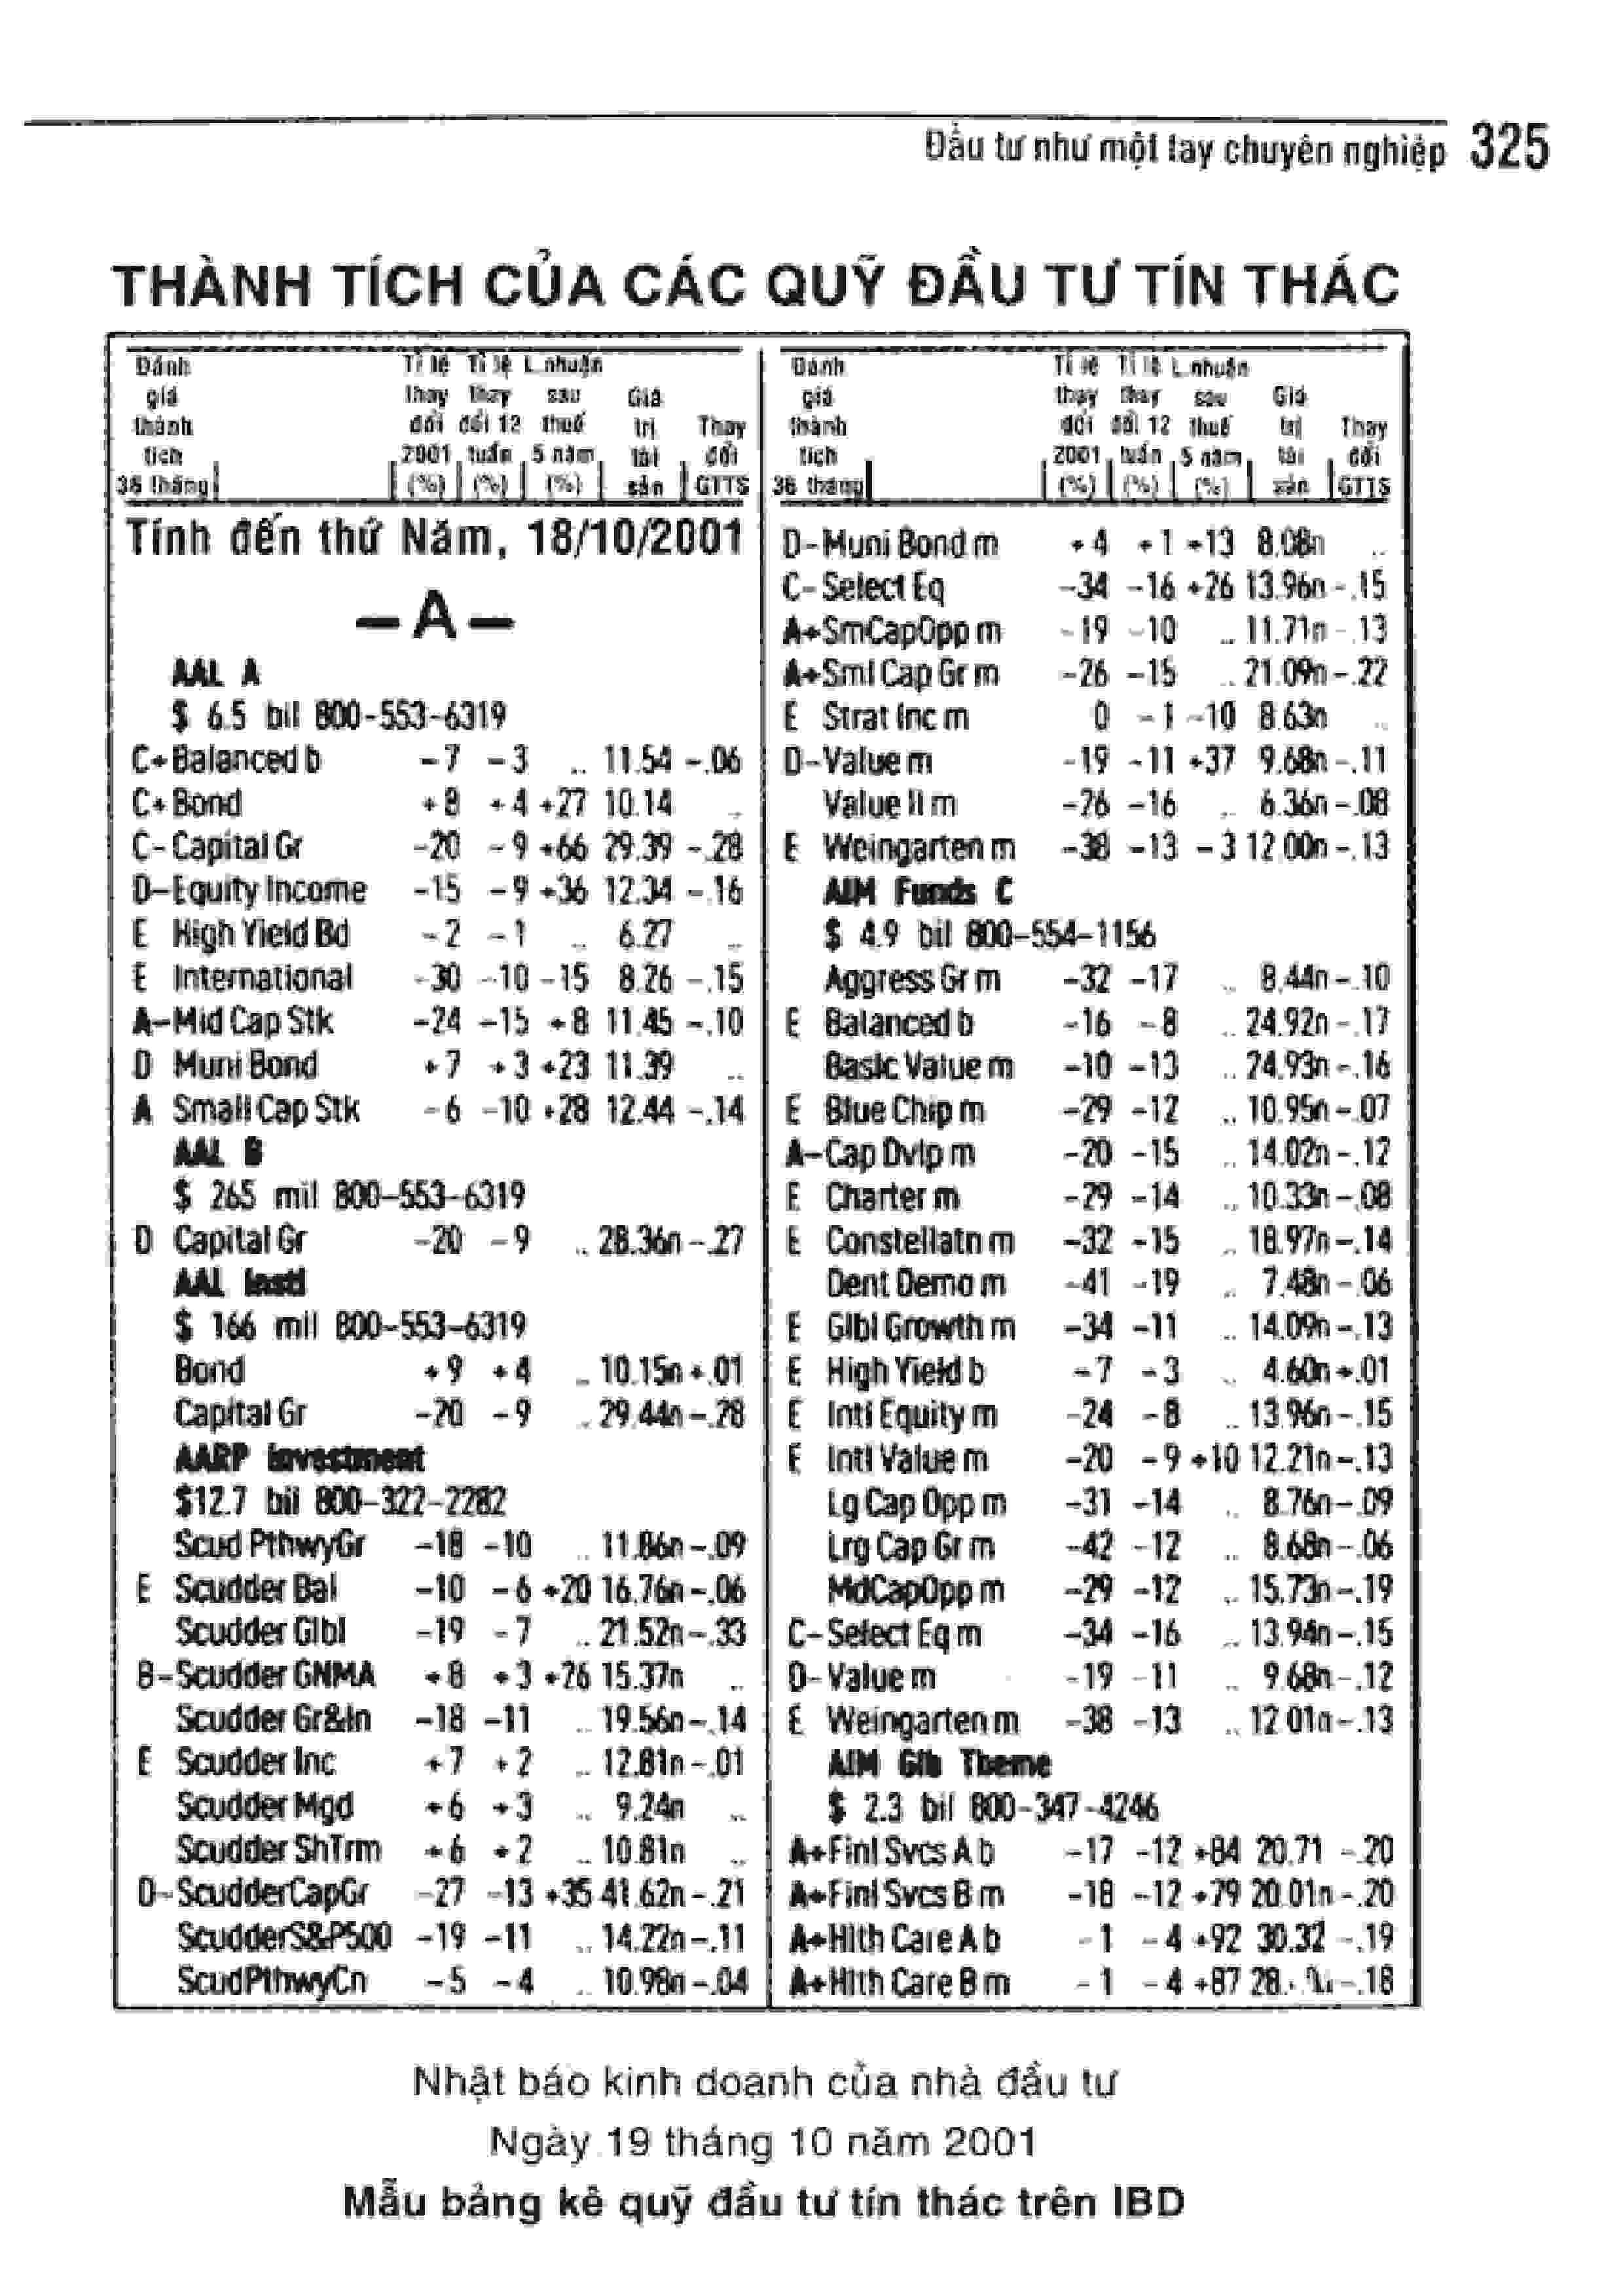 Đầu tư như một tay chuyên nghiệp 325
THÀNH TÍCH CỦA CÁC QUỸ ĐẦU TƯ TÍN THÁC
Đánh Tỉ lệ Tỉ lệ L.nhuận
giá thay thay sau Giá
thành đổi đổi 12 thuế trị Thay
tích 2001 tuần 5 năm tài đổi
36 tháng (%) (%) (%) sản GTTS
Tính đến thứ Năm, 18/10/2001
– A –
AAL A
$ 6.5 bil 800-553-6319
C+ Balanced b -7 -3 .. 11.54 -.06
C+ Bond +8 +4 +27 10.14 ..
C- Capital Gr -20 -9 +66 29.39 -.28
D- Equity Income -15 -9 +36 12.34 -.16
E High Yield Bd -2 -1 .. 6.27 ..
E International -30 -10 -15 8.26 -.15
A- Mid Cap Stk -24 -15 +8 11.45 -.10
D Muni Bond +7 +3 +23 11.39 ..
A Small Cap Stk -6 -10 +28 12.44 -.14
AAL B
$ 265 mil 800-553-6319
D Capital Gr -20 -9 .. 28.36n -.27
AAL Instl
$ 166 mil 800-553-6319
Bond +9 +4 .. 10.15n +.01
Capital Gr -20 -9 .. 29.44n -.28
AARP Investment
$12.7 bil 800-322-2282
Scud PthwyGr -18 -10 .. 11.86n -.09
E Scudder Bal -10 -6 +20 16.76n -.06
Scudder Glbl -19 -7 .. 21.52n -.33
B- Scudder GNMA +8 +3 +26 15.37n ..
Scudder Gr&In -18 -11 .. 19.56n -.14
E Scudder Inc +7 +2 .. 12.81n -.01
Scudder Mgd +6 +3 .. 9.24n ..
Scudder ShTrm +6 +2 .. 10.81n ..
D- ScudderCapGr -27 -13 +35 41.62n -.21
ScudderS&P500 -19 -11 .. 14.22n -.11
ScudPthwyCn -5 -4 .. 10.98n -.04
Đánh Tỉ lệ Tỉ lệ L.nhuận
giá thay thay sau Giá
thành đổi đổi 12 thuế trị Thay
tích 2001 tuần 5 năm tài đổi
36 tháng (%) (%) (%) sản GTTS
D- Muni Bond m +4 +1 +13 8.08n ..
C- Select Eq -34 -16 +26 13.96n -.15
A+ SmCapOpp m -19 -10 .. 11.71n -.13
A+ Sml Cap Gr m -26 -15 .. 21.09n -.22
E Strat Inc m 0 -1 -10 8.63n ..
D- Value m -19 -11 +37 9.68n -.11
Value II m -26 -16 .. 6.36n -.08
E Weingarten m -38 -13 -3 12.00n -.13
AIM Funds C
$ 4.9 bil 800-554-1156
Aggress Gr m -32 -17 .. 8.44n -.10
E Balanced b -16 -8 .. 24.92n -.17
Basic Value m -10 -13 .. 24.93n -.16
E Blue Chip m -29 -12 .. 10.95n -.07
A- Cap Dvlp m -20 -15 .. 14.02n -.12
E Charter m -29 -14 .. 10.33n -.08
E Constellatn m -32 -15 .. 18.97n -.14
Dent Demo m -41 -19 .. 7.48n -.06
E Glbl Growth m -34 -11 .. 14.09n -.13
E High Yield b -7 -3 .. 4.60n +.01
E Intl Equity m -24 -8 .. 13.96n -.15
E Intl Value m -20 -9 +10 12.21n -.13
Lg Cap Opp m -31 -14 .. 8.76n -.09
Lrg Cap Gr m -42 -12 .. 8.68n -.06
MdCapOpp m -29 -12 .. 15.73n -.19
C- Select Eq m -34 -16 .. 13.94n -.15
D- Value m -19 -11 .. 9.68n -.12
E Weingarten m -38 -13 .. 12.01n -.13
AIM Glb Theme
$ 2.3 bil 800-347-4246
A+ Finl Svcs A b -17 -12 +84 20.71 -.20
A+ Finl Svcs B m -18 -12 +79 20.01n -.20
A+ Hlth Care A b -1 -4 +92 30.32 -.19
A+ Hlth Care B m -1 -4 +87 -.18
Nhật báo kinh doanh của nhà đầu tư
Ngày 19 tháng 10 năm 2001
Mẫu bảng kê quỹ đầu tư tín thác trên IBD